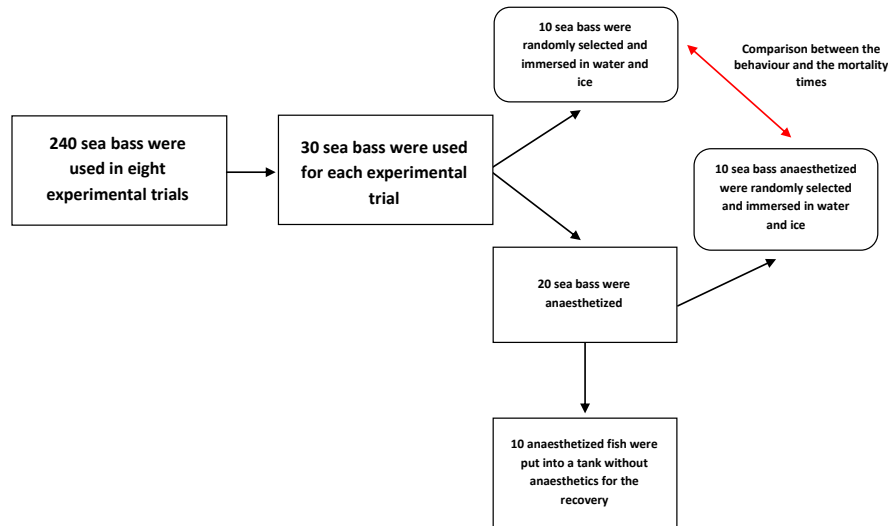 240 sea bass were
used in eight
experimental trials
30 sea bass were used
for each experimental
trial
10 sea bass were
randomly selected and
immersed in water and
ice
Comparison between the
behaviour and the mortality
times
10 sea bass anaesthetized
were randomly selected
and immersed in water
and ice
20 sea bass were
anaesthetized
10 anaesthetized fish were
put into a tank without
anaesthetics for the
recovery